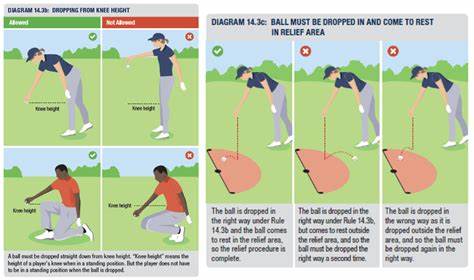 DIAGRAM 14.3b: DROPPING FROM KNEE HEIGHT
Allowed
Not Allowed
Knee height
Knee height
Knee height
Knee height
A ball must be dropped straight down from knee height. "Knee height" means the
height of a player's knee when in a standing position. But the player does not have
to be in a standing position when the ball is dropped.
DIAGRAM 14.3c: BALL MUST BE DROPPED IN AND COME TO REST
IN RELIEF AREA
The ball is dropped in
the right way under Rule
14.3b and the ball comes
to rest in the relief area,
so the relief procedure is
complete.
The ball is dropped in the
right way under Rule 14.3b,
but comes to rest outside
the relief area, and so the
ball must be dropped the
right way a second time.
The ball is dropped in
the wrong way as it is
dropped outside the relief
area, and so the ball must
be dropped again in the
right way.